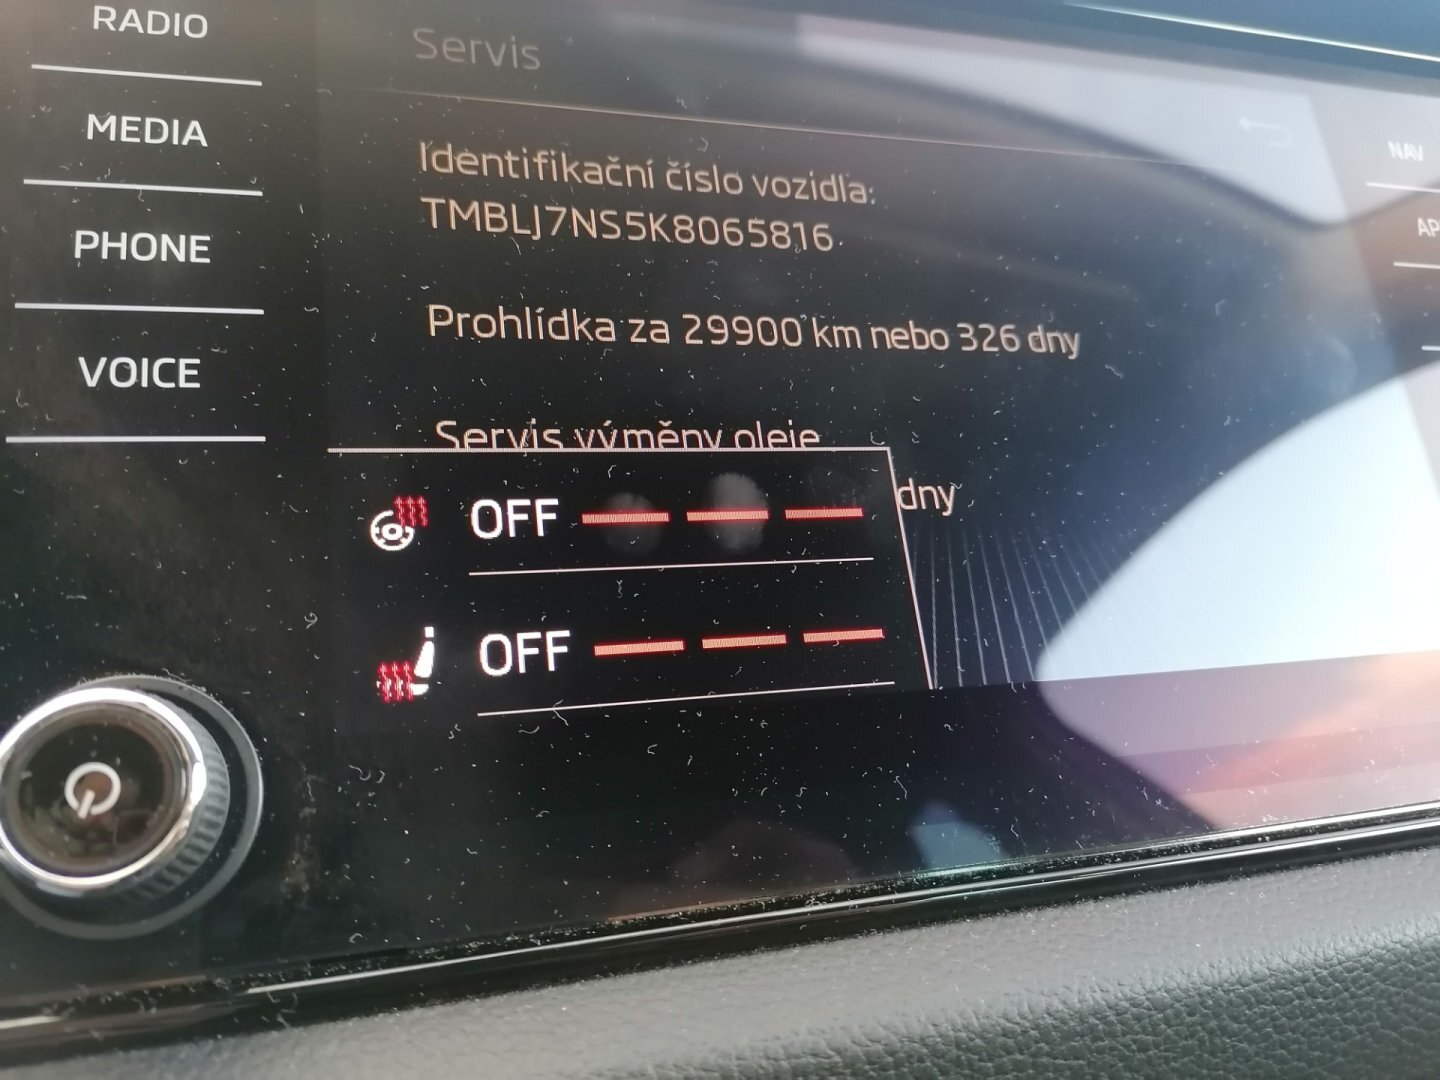 RADIO
MEDIA
PHONE
VOICE
Servis
Identifikační číslo vozidla:
TMBLJ7NS5K8065816
Prohlídka za 29900 km nebo 326 dny
Servis výměny oleje
dny
OFF
OFF
NAV